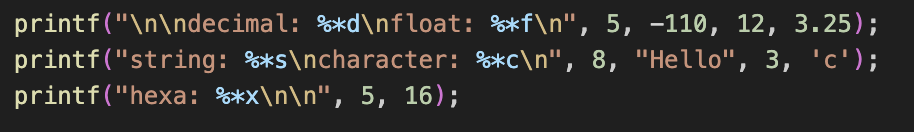 printf("\n\ndecimal: %*d\nfloat: %*f\n", 5, -110, 12, 3.25);
printf("string: %*s\ncharacter: %*c\n", 8, "Hello", 3, 'c');
printf("hexa: %*x\n\n", 5, 16);